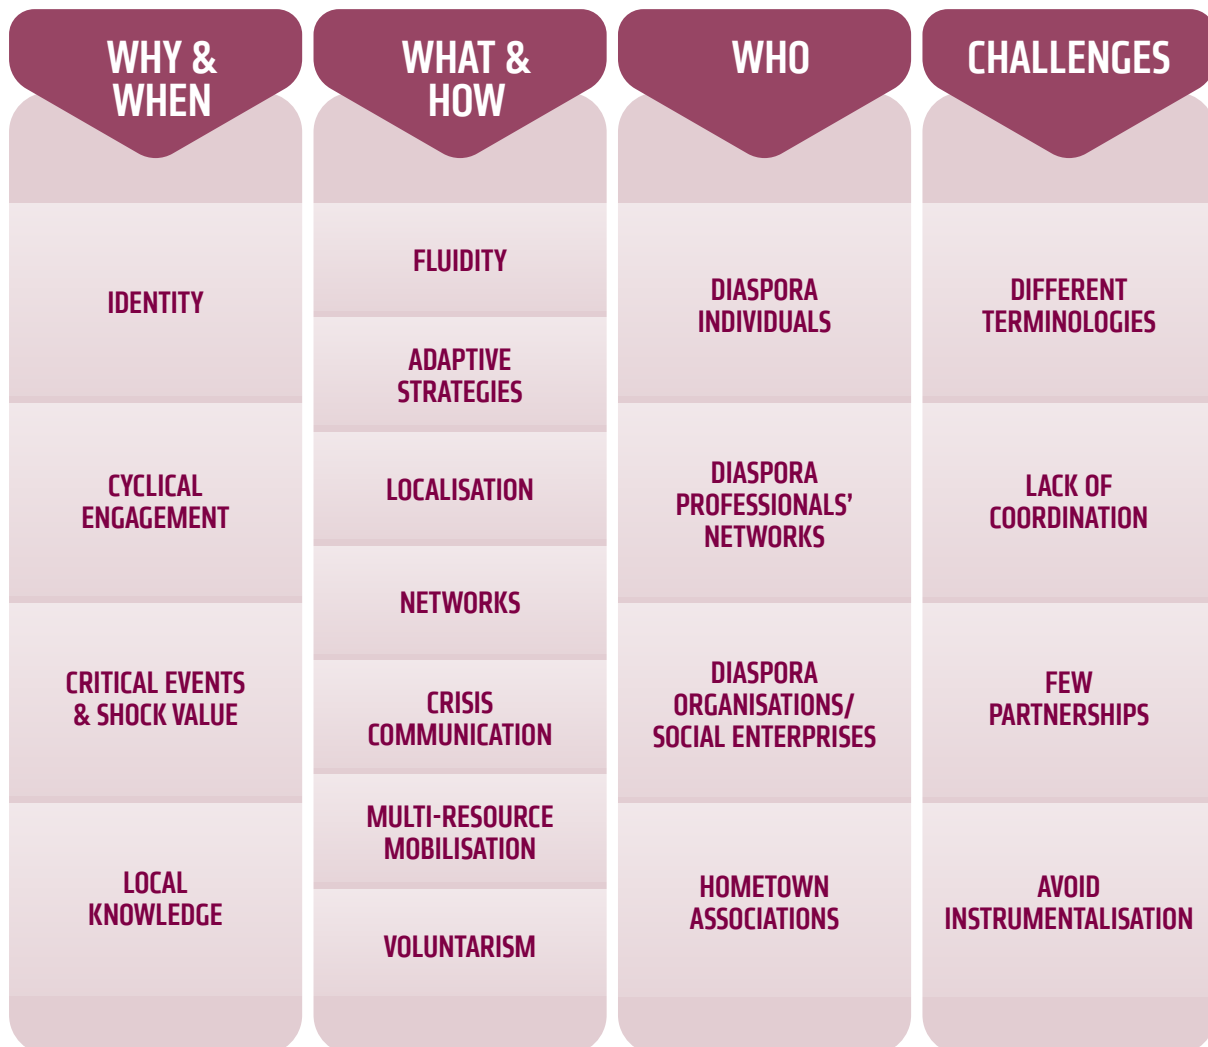 WHY &
WHEN
IDENTITY
CYCLICAL
ENGAGEMENT
CRITICAL EVENTS
& SHOCK VALUE
LOCAL
KNOWLEDGE
WHAT &
HOW
FLUIDITY
ADAPTIVE
STRATEGIES
LOCALISATION
NETWORKS
CRISIS
COMMUNICATION
MULTI-RESOURCE
MOBILISATION
VOLUNTARISM
WHO
DIASPORA
INDIVIDUALS
DIASPORA
PROFESSIONALS’
NETWORKS
DIASPORA
ORGANISATIONS/
SOCIAL ENTERPRISES
HOMETOWN
ASSOCIATIONS
CHALLENGES
DIFFERENT
TERMINOLOGIES
LACK OF
COORDINATION
FEW
PARTNERSHIPS
AVOID
INSTRUMENTALISATION